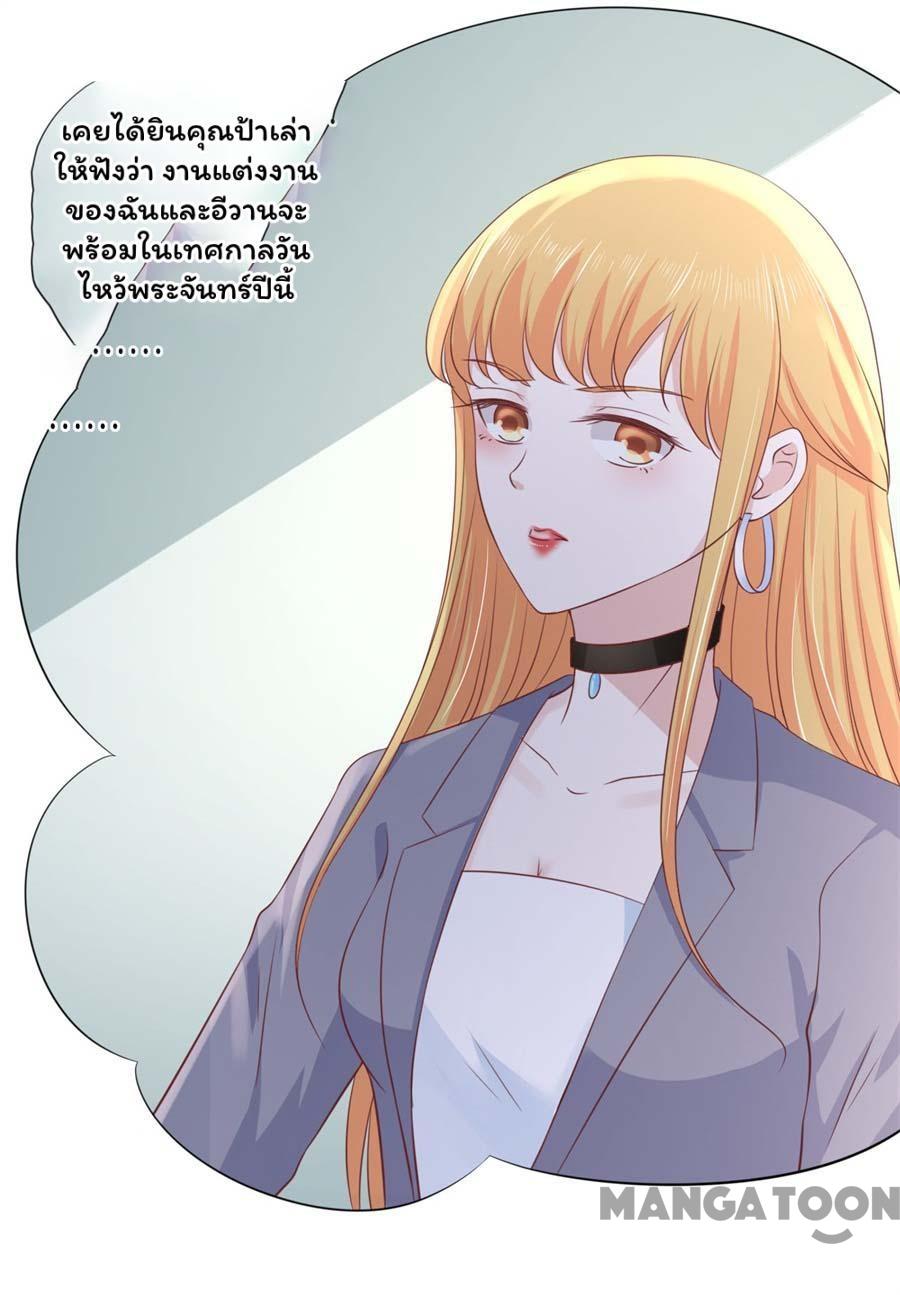 เคยได้ยินคุณป้าเล่า
ให้ฟังว่า งานแต่งงาน
ของฉันและอีวานจะ
พร้อมในเทศกาลวัน
ไหว้พระจันทร์ปีนี้
......
......
MANGATOON